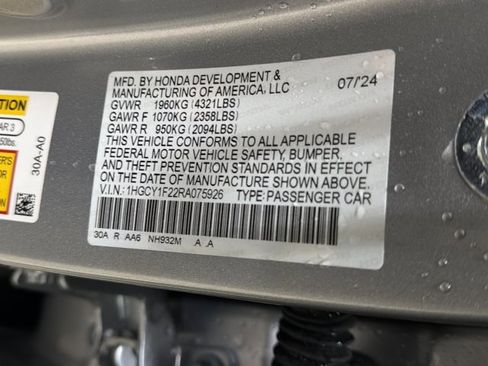 MFD. BY HONDA DEVELOPMENT &
MANUFACTURING OF AMERICA, LLC 07/24
GVWR 1960KG (4321LBS)
GAWR F 1070KG (2358LBS)
GAWR R 950KG (2094LBS)
THIS VEHICLE CONFORMS TO ALL APPLICABLE
FEDERAL MOTOR VEHICLE SAFETY, BUMPER,
AND THEFT PREVENTION STANDARDS IN EFFECT
ON THE DATE OF MANUFACTURE SHOWN ABOVE.
V.I.N.: 1HGCY1F22RA075926 TYPE: PASSENGER CAR
30A R AA6 NH932M A .A
30A-A0